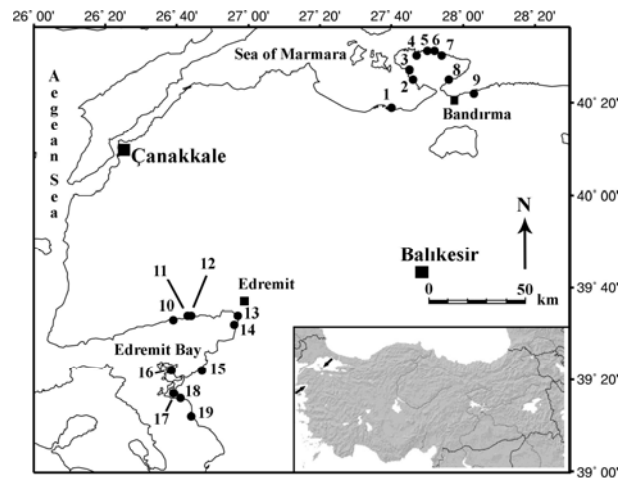 26° 00' 26° 20' 26° 40' 27° 00' 27° 20' 27° 40' 28° 00' 28° 20'
Sea of Marmara
4 5 6 7
3
2
8
1
9
40° 20'
Bandırma
Aegean Sea
Çanakkale
40° 00'
N
Balıkesir
0 50
km
39° 40'
11 12
Edremit
10
13
14
Edremit Bay
16
15
39° 20'
18
17
19
39° 00'